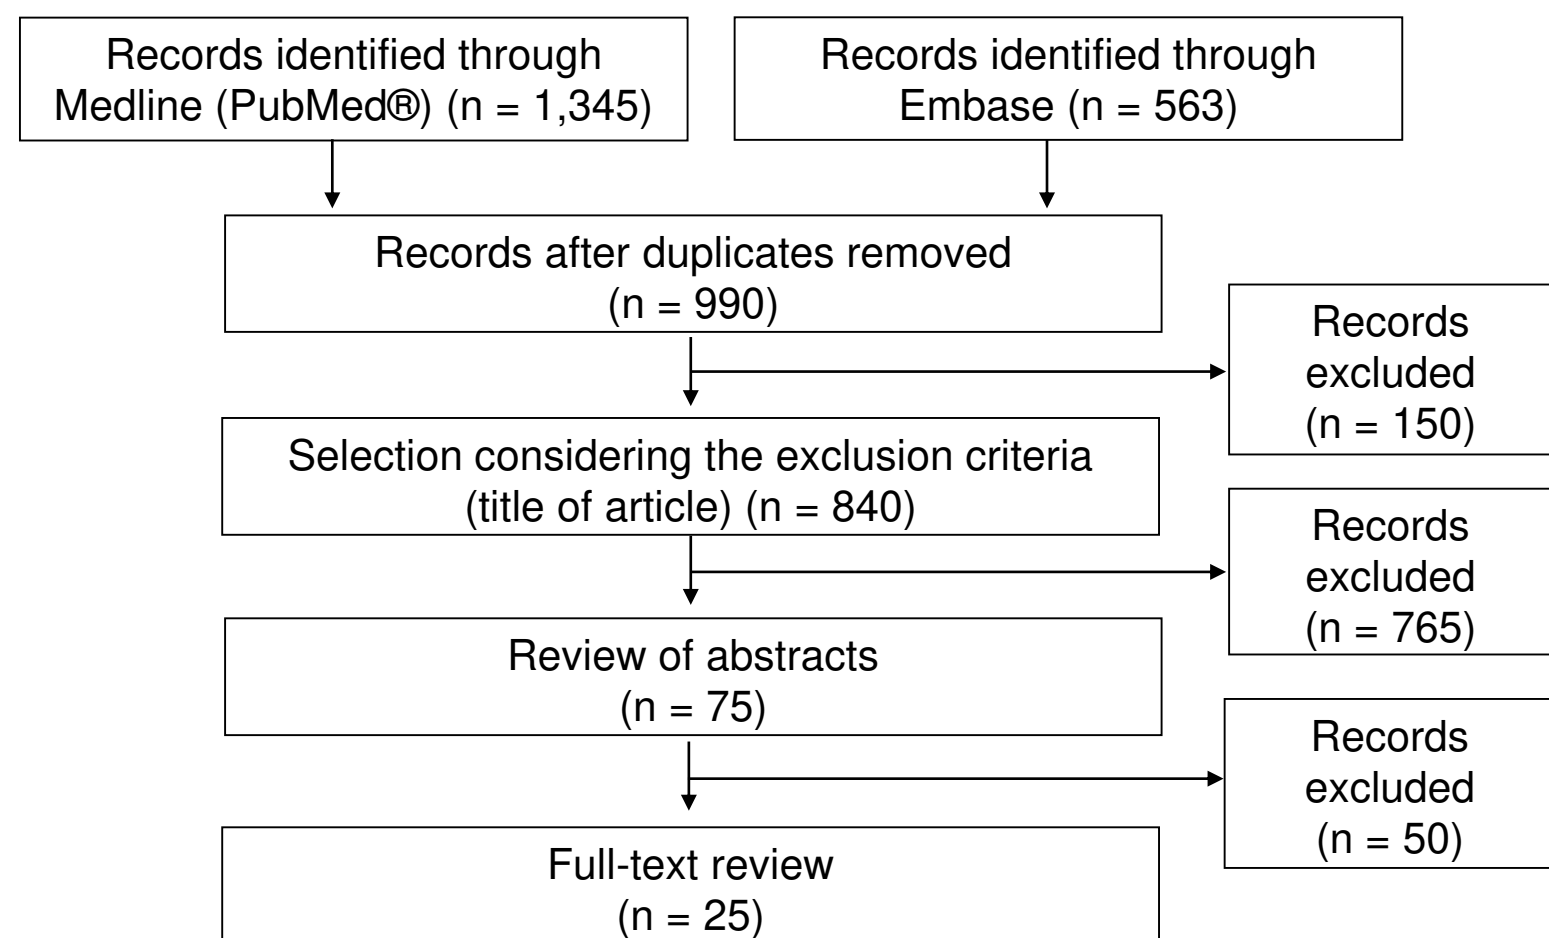 Records identified through
Medline (PubMed®) (n = 1,345)
Records identified through
Embase (n = 563)
Records after duplicates removed
(n = 990)
Records
excluded
(n = 150)
Selection considering the exclusion criteria
(title of article) (n = 840)
Records
excluded
(n = 765)
Review of abstracts
(n = 75)
Records
excluded
(n = 50)
Full-text review
(n = 25)